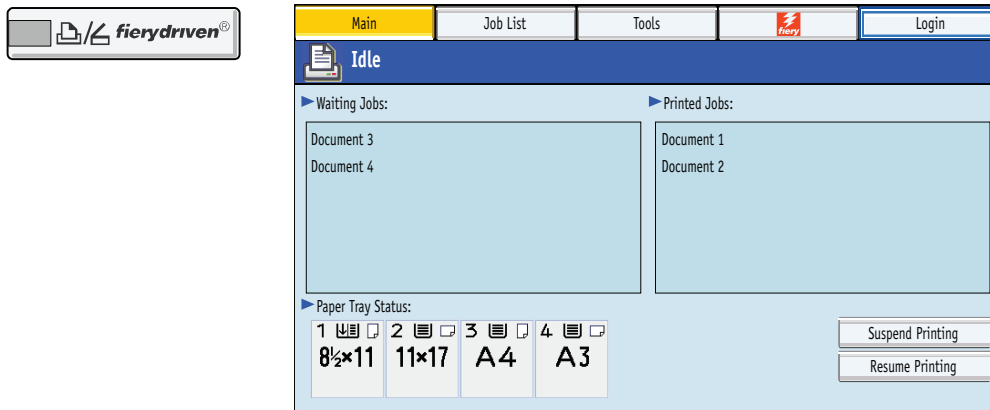 fierydriven®
Main Job List Tools fiery Login
Idle
Waiting Jobs: Printed Jobs:
Document 3 Document 1
Document 4 Document 2
Paper Tray Status:
1 2 3 4
8½×11 11×17 A4 A3
Suspend Printing
Resume Printing